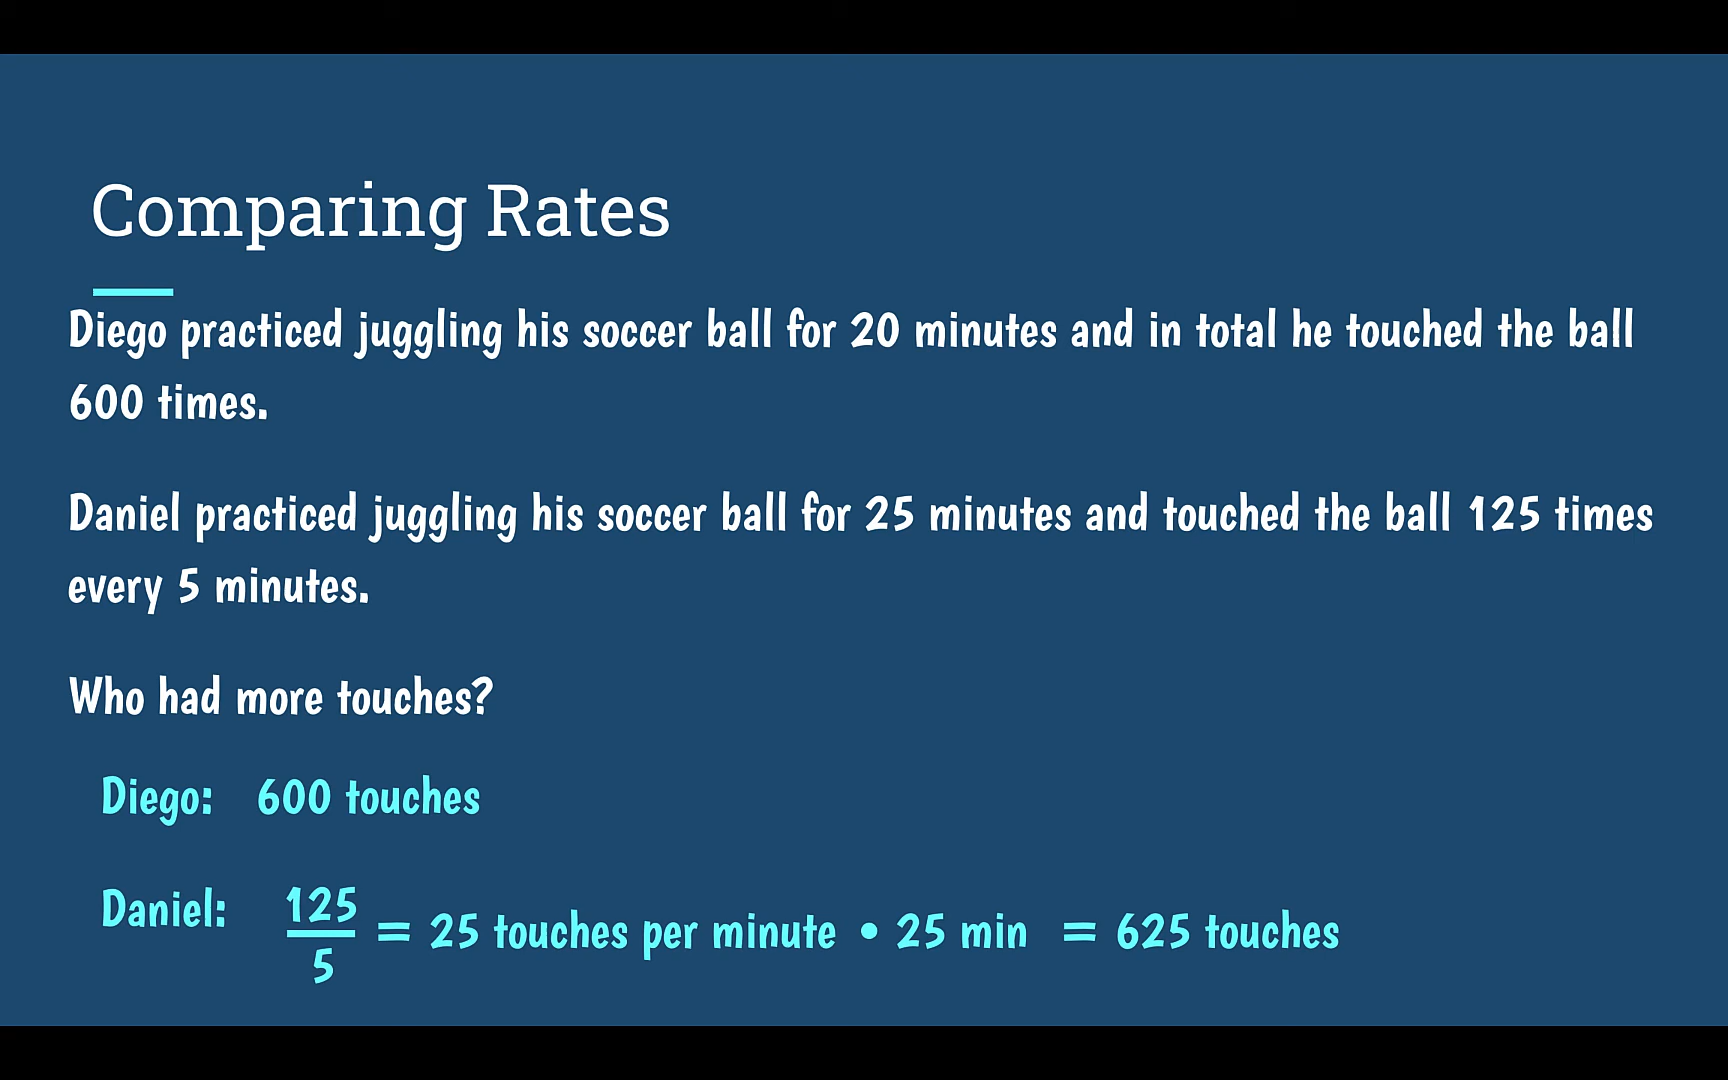 Comparing Rates
Diego practiced juggling his soccer ball for 20 minutes and in total he touched the ball
600 times.
Daniel practiced juggling his soccer ball for 25 minutes and touched the ball 125 times
every 5 minutes.
Who had more touches?
Diego: 600 touches
Daniel: 125/5 = 25 touches per minute • 25 min = 625 touches